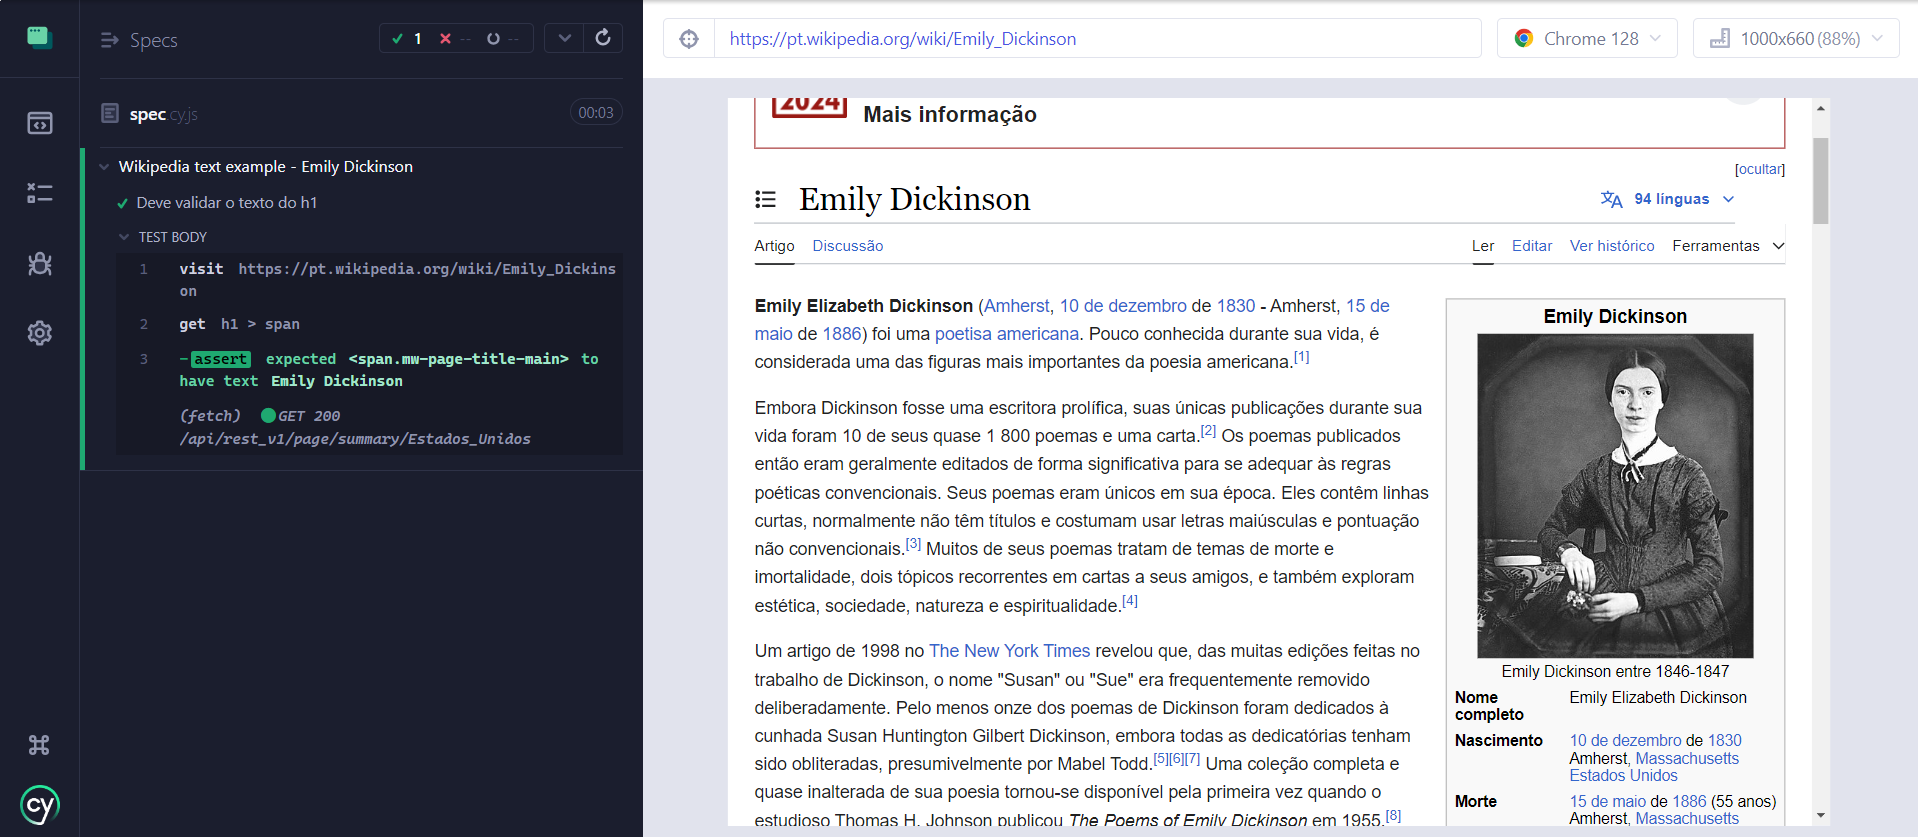 Specs
1
--
--
https://pt.wikipedia.org/wiki/Emily_Dickinson
Chrome 128
1000x660 (88%)
spec.cy.js
00:03
Wikipedia text example - Emily Dickinson
Deve validar o texto do h1
TEST BODY
1 visit https://pt.wikipedia.org/wiki/Emily_Dickins
on
2 get h1 > span
3 -assert expected <span.mw-page-title-main> to
have text Emily Dickinson
(fetch) GET 200
/api/rest_v1/page/summary/Estados_Unidos
cy
2024
Mais informação
[ocultar]
Emily Dickinson
94 línguas
Artigo Discussão Ler Editar Ver histórico Ferramentas
Emily Elizabeth Dickinson (Amherst, 10 de dezembro de 1830 - Amherst, 15 de
maio de 1886) foi uma poetisa americana. Pouco conhecida durante sua vida, é
considerada uma das figuras mais importantes da poesia americana.[1]
Embora Dickinson fosse uma escritora prolífica, suas únicas publicações durante sua
vida foram 10 de seus quase 1 800 poemas e uma carta.[2] Os poemas publicados
então eram geralmente editados de forma significativa para se adequar às regras
poéticas convencionais. Seus poemas eram únicos em sua época. Eles contêm linhas
curtas, normalmente não têm títulos e costumam usar letras maiúsculas e pontuação
não convencionais.[3] Muitos de seus poemas tratam de temas de morte e
imortalidade, dois tópicos recorrentes em cartas a seus amigos, e também exploram
estética, sociedade, natureza e espiritualidade.[4]
Um artigo de 1998 no The New York Times revelou que, das muitas edições feitas no
trabalho de Dickinson, o nome "Susan" ou "Sue" era frequentemente removido
deliberadamente. Pelo menos onze dos poemas de Dickinson foram dedicados à
cunhada Susan Huntington Gilbert Dickinson, embora todas as dedicatórias tenham
sido obliteradas, presumivelmente por Mabel Todd.[5][6][7] Uma coleção completa e
quase inalterada de sua poesia tornou-se disponível pela primeira vez quando o
estudioso Thomas H. Johnson publicou The Poems of Emily Dickinson em 1955.[8]
Emily Dickinson
Emily Dickinson entre 1846-1847
Nome completo Emily Elizabeth Dickinson
Nascimento 10 de dezembro de 1830
Amherst, Massachusetts
Estados Unidos
Morte 15 de maio de 1886 (55 anos)
Amherst, Massachusetts